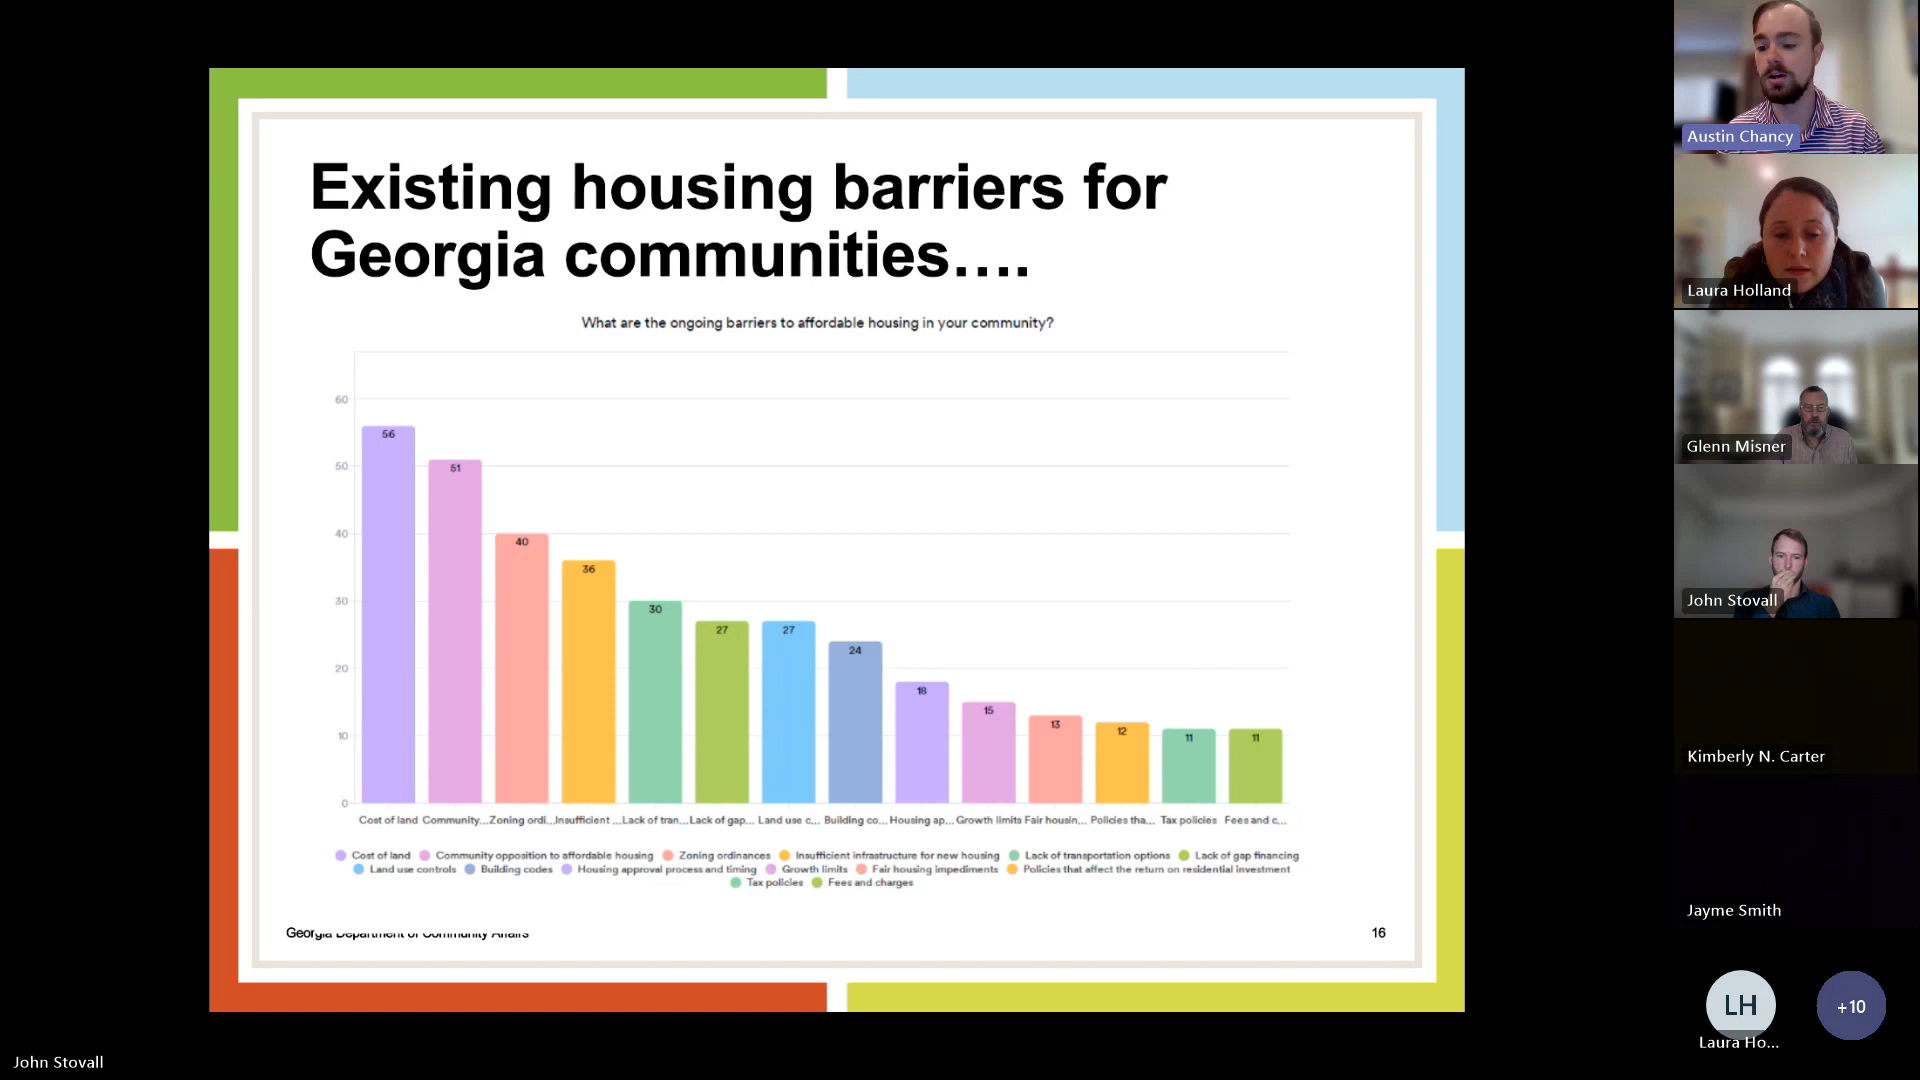 Existing housing barriers for
Georgia communities....
What are the ongoing barriers to affordable housing in your community?
60
50
40
30
20
10
0
56
51
40
36
30
27
27
24
18
15
13
12
11
11
Cost of land Community... Zoning ordi... Insufficient ... Lack of tran... Lack of gap... Land use c... Building co... Housing ap... Growth limits Fair housin... Policies tha... Tax policies Fees and c...
Cost of land Community opposition to affordable housing Zoning ordinances Insufficient infrastructure for new housing Lack of transportation options Lack of gap financing
Land use controls Building codes Housing approval process and timing Growth limits Fair housing impediments Policies that affect the return on residential investment
Tax policies Fees and charges
Georgia Department of Community Affairs
16
Austin Chancy
Laura Holland
Glenn Misner
John Stovall
Kimberly N. Carter
Jayme Smith
LH
+10
Laura Ho...
John Stovall